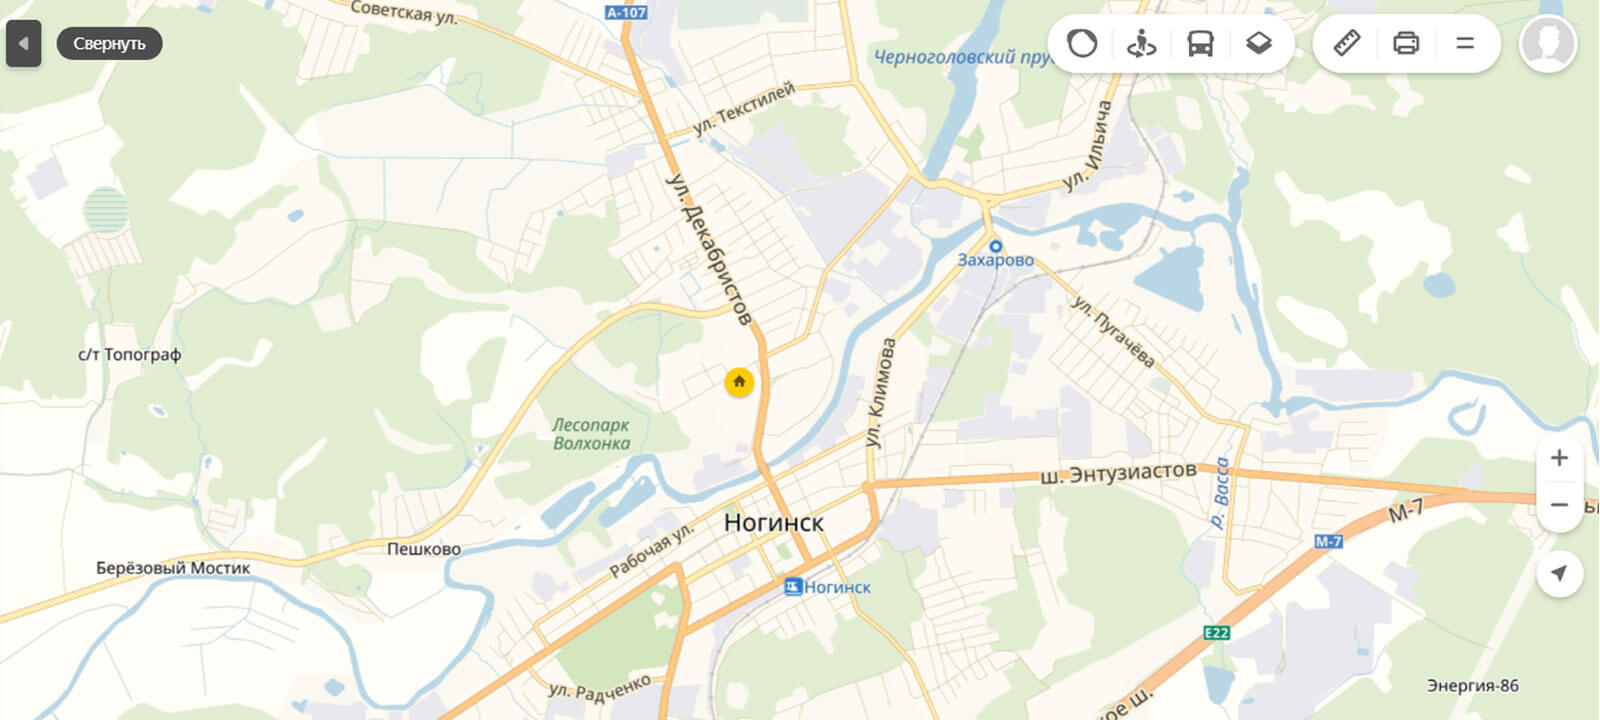 Советская ул.
А-107
Свернуть
Черноголовский пру
ул. Текстилей
ул. Ильича
ул. Декабристов
Захарово
ул. Пугачёва
с/т Топограф
ул. Климова
Лесопарк
Волхонка
ш. Энтузиастов
р. Васса
М-7
Ногинск
Рабочая ул.
М-7
Пешково
Берёзовый Мостик
Ногинск
E22
ул. Радченко
Энергия-86
ое ш.